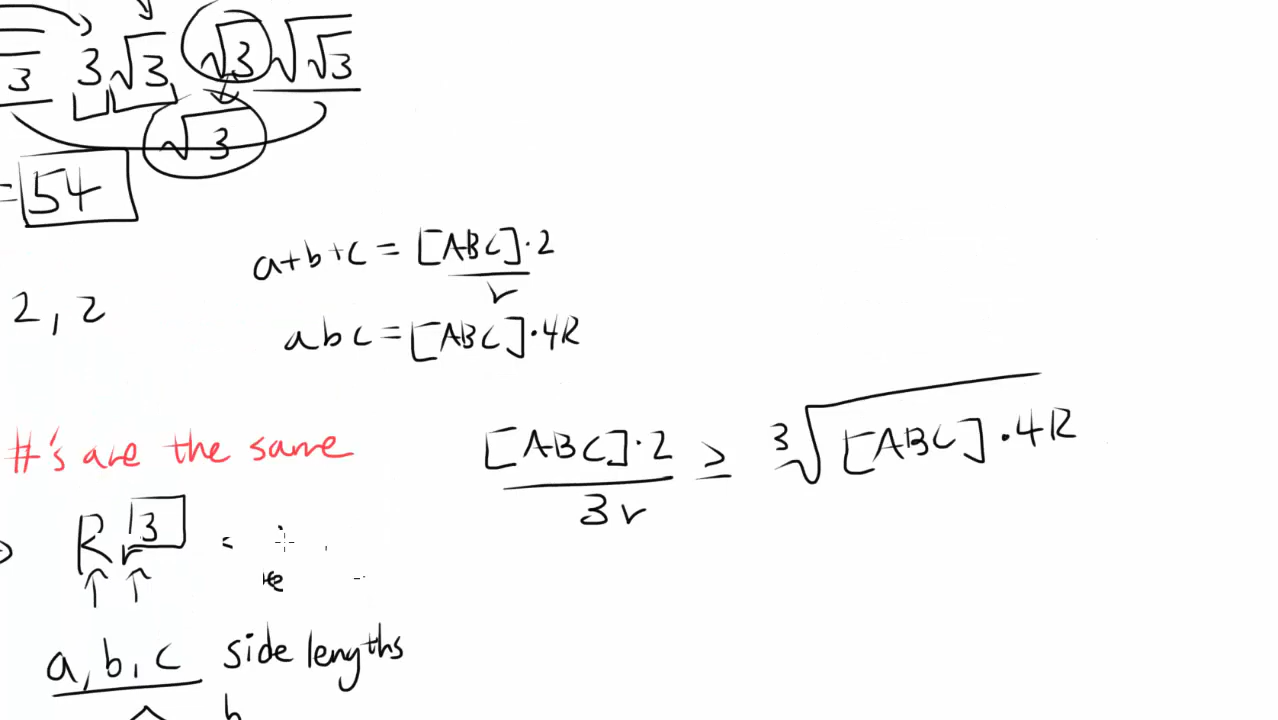 3 3√3 √3 √√3
√3
= 54
a+b+c = [ABC]·2 / r
2, 2
abc = [ABC]·4R
#'s are the same
[ABC]·2 / 3r ≥ ∛[ABC]·4R
R r 3 =
a, b, c side lengths